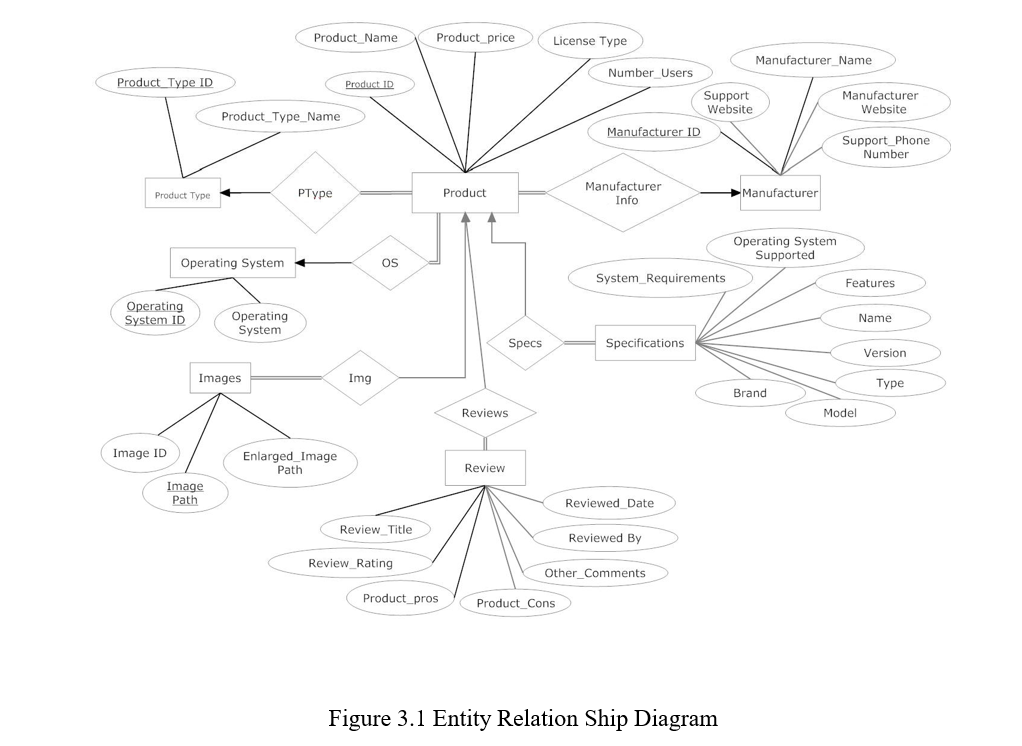 Product_Name
Product_price
License Type
Number_Users
Product ID
Product_Type ID
Product_Type_Name
Manufacturer_Name
Support
Website
Manufacturer
Website
Manufacturer ID
Support_Phone
Number
Product Type
PType
Product
Manufacturer
Info
Manufacturer
Operating System
OS
Operating
System ID
Operating
System
Operating System
Supported
System_Requirements
Features
Name
Version
Type
Model
Brand
Specs
Specifications
Images
Img
Image ID
Image
Path
Enlarged_Image
Path
Reviews
Review
Review_Title
Review_Rating
Product_pros
Product_Cons
Other_Comments
Reviewed By
Reviewed_Date
Figure 3.1 Entity Relation Ship Diagram